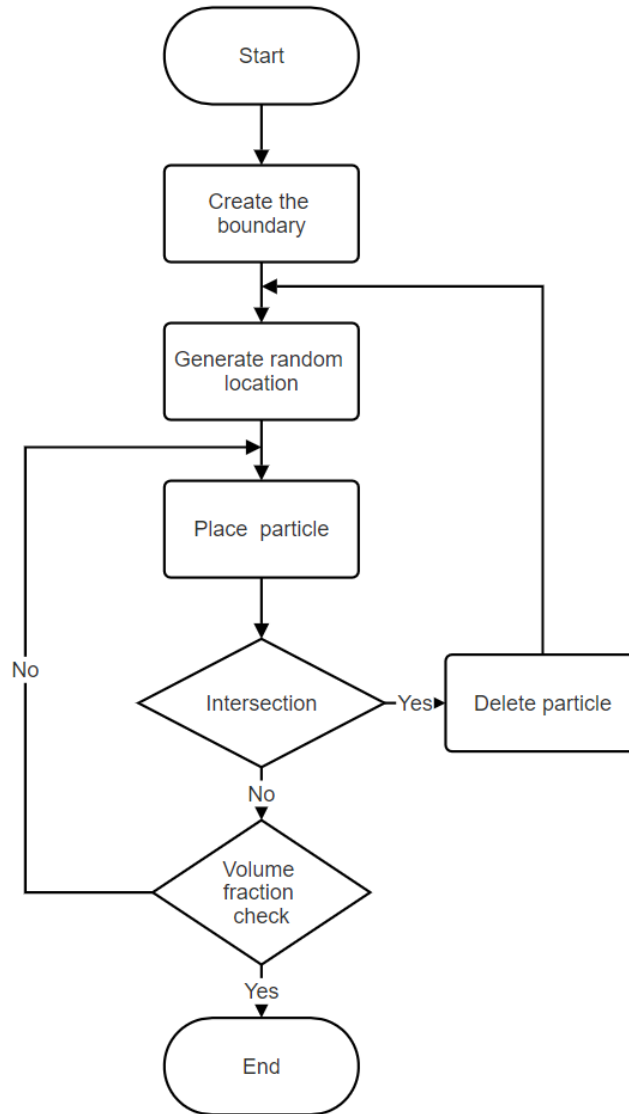 Start
Create the
boundary
Generate random
location
Place particle
No
Intersection
Yes
Delete particle
No
Volume
fraction
check
Yes
End